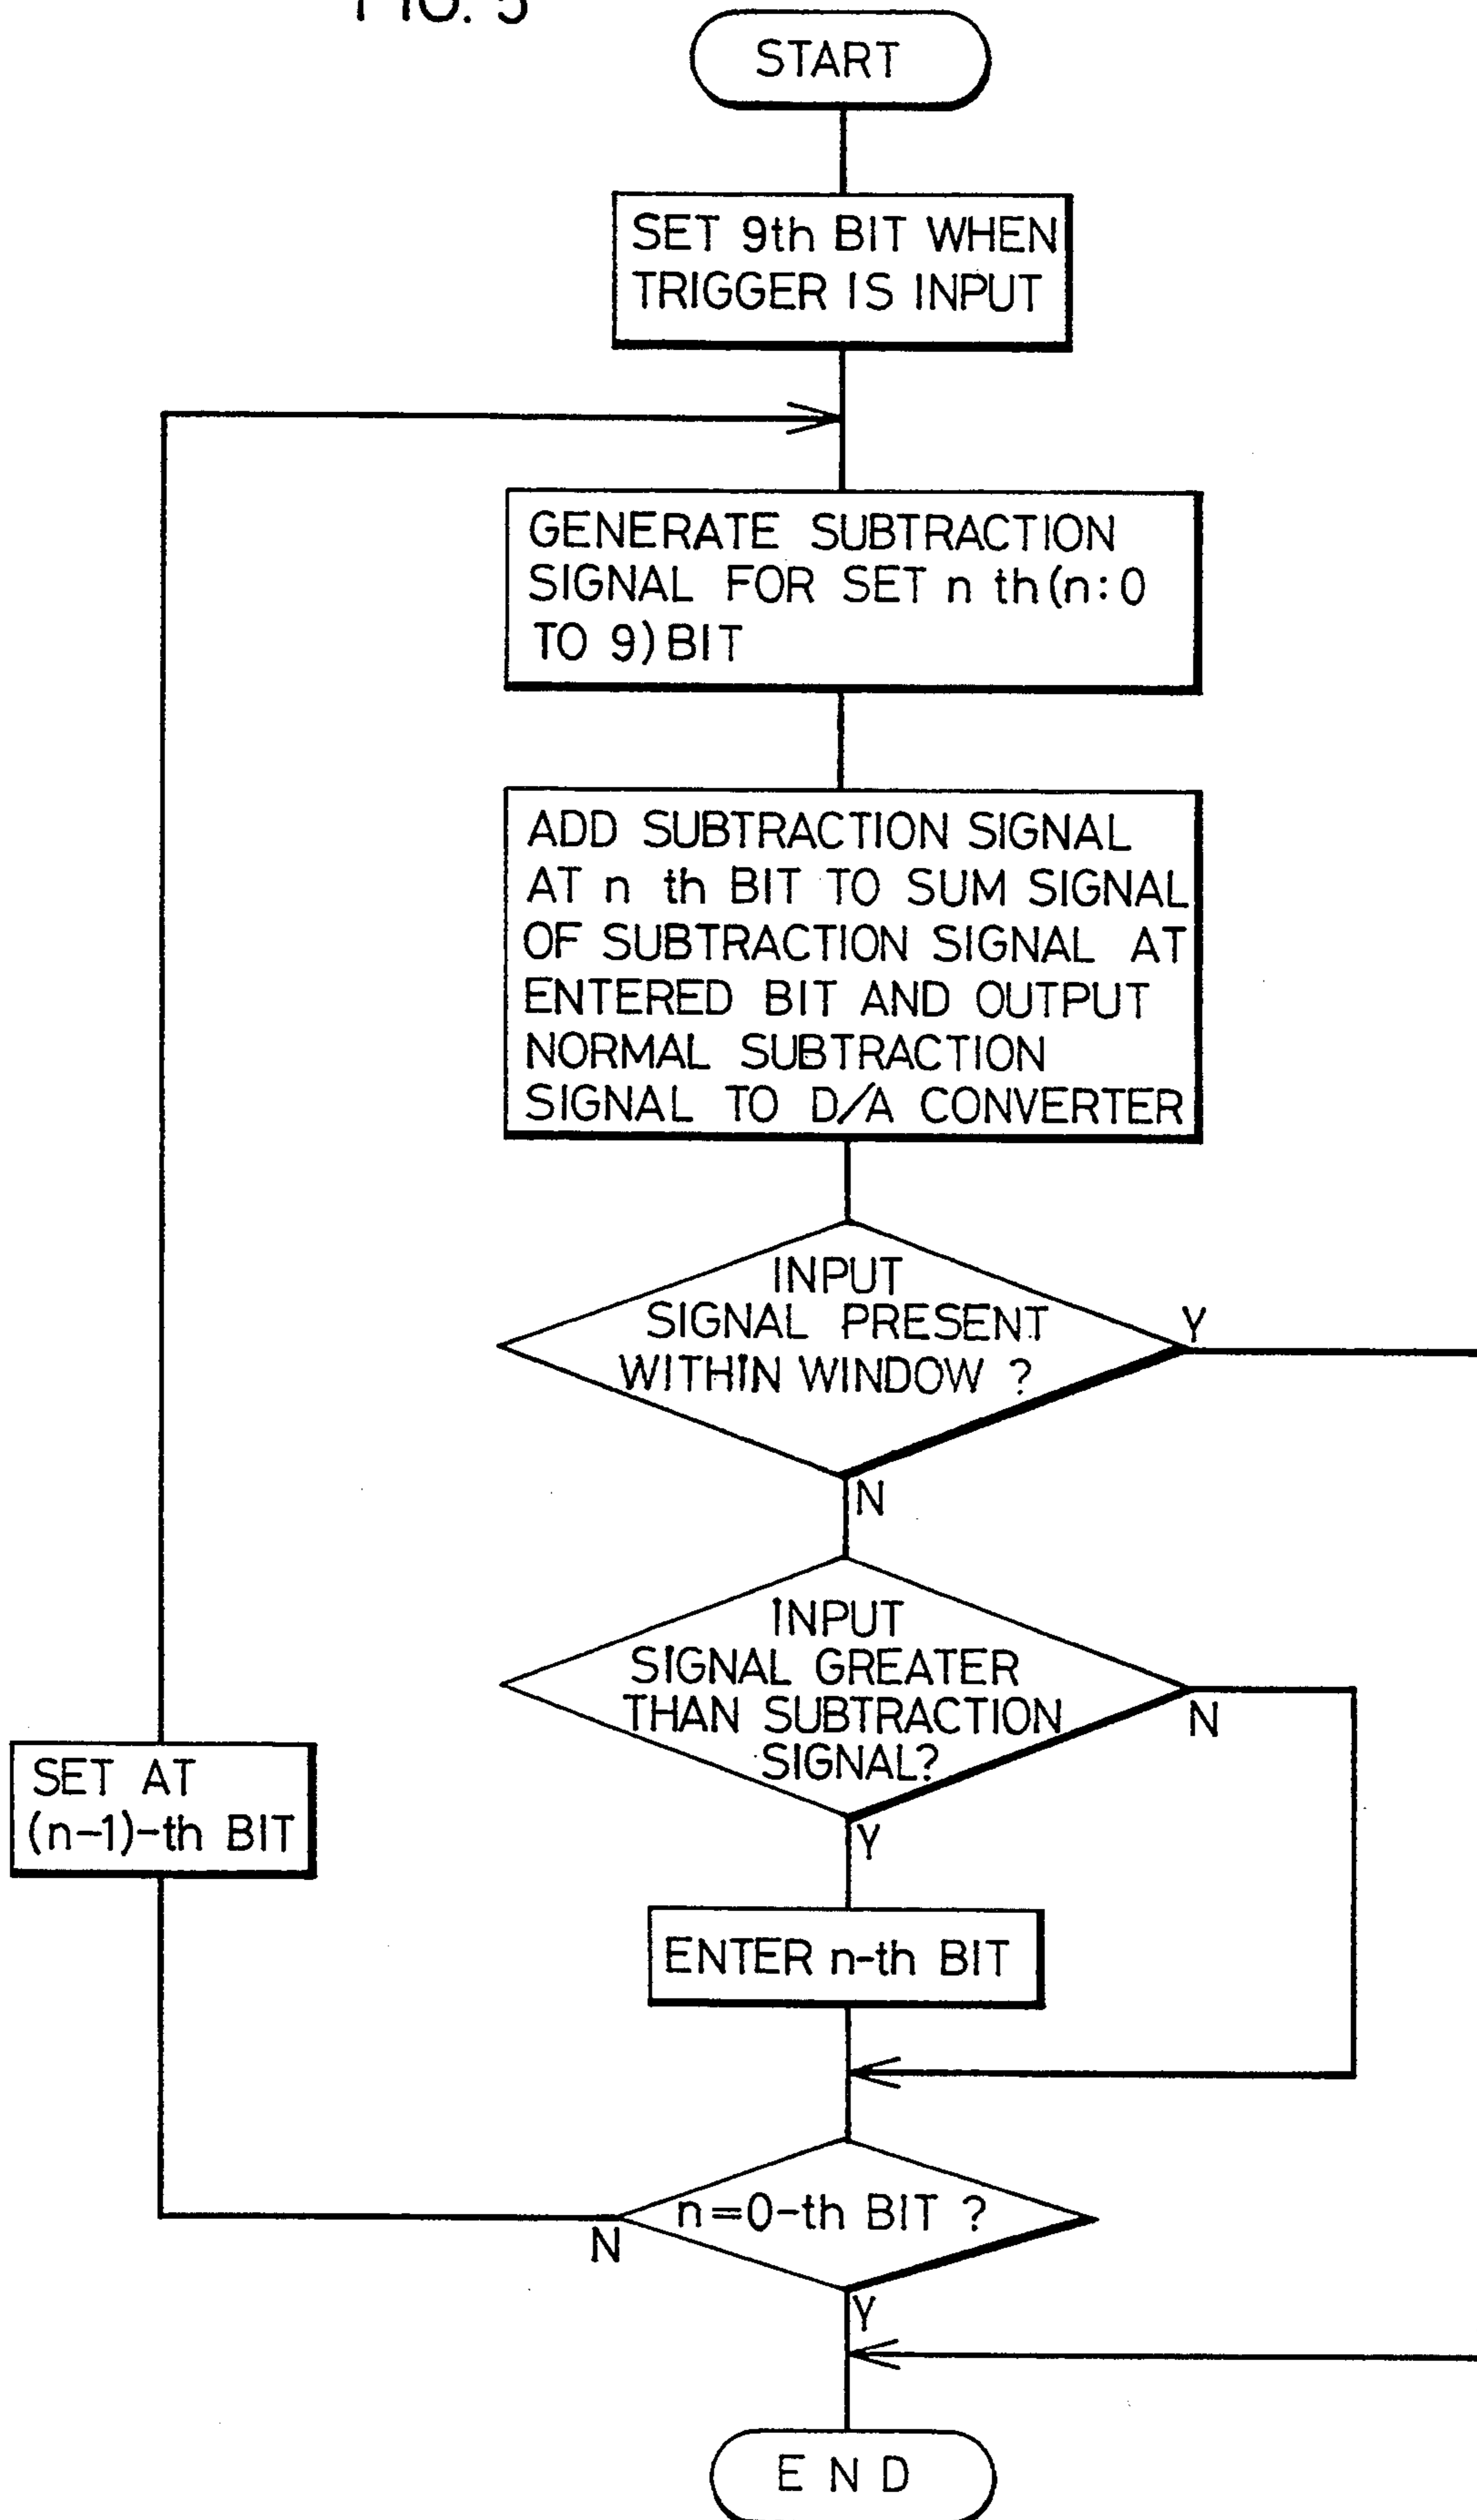 FIG. 5
START
SET 9th BIT WHEN
TRIGGER IS INPUT
GENERATE SUBTRACTION
SIGNAL FOR SET n th(n:0
TO 9)BIT
ADD SUBTRACTION SIGNAL
AT n th BIT TO SUM SIGNAL
OF SUBTRACTION SIGNAL AT
ENTERED BIT AND OUTPUT
NORMAL SUBTRACTION
SIGNAL TO D/A CONVERTER
INPUT
SIGNAL PRESENT
WITHIN WINDOW ?
Y
N
INPUT
SIGNAL GREATER
THAN SUBTRACTION
SIGNAL?
N
Y
SET AT
(n-1)-th BIT
ENTER n-th BIT
n=0-th BIT ?
N
Y
END